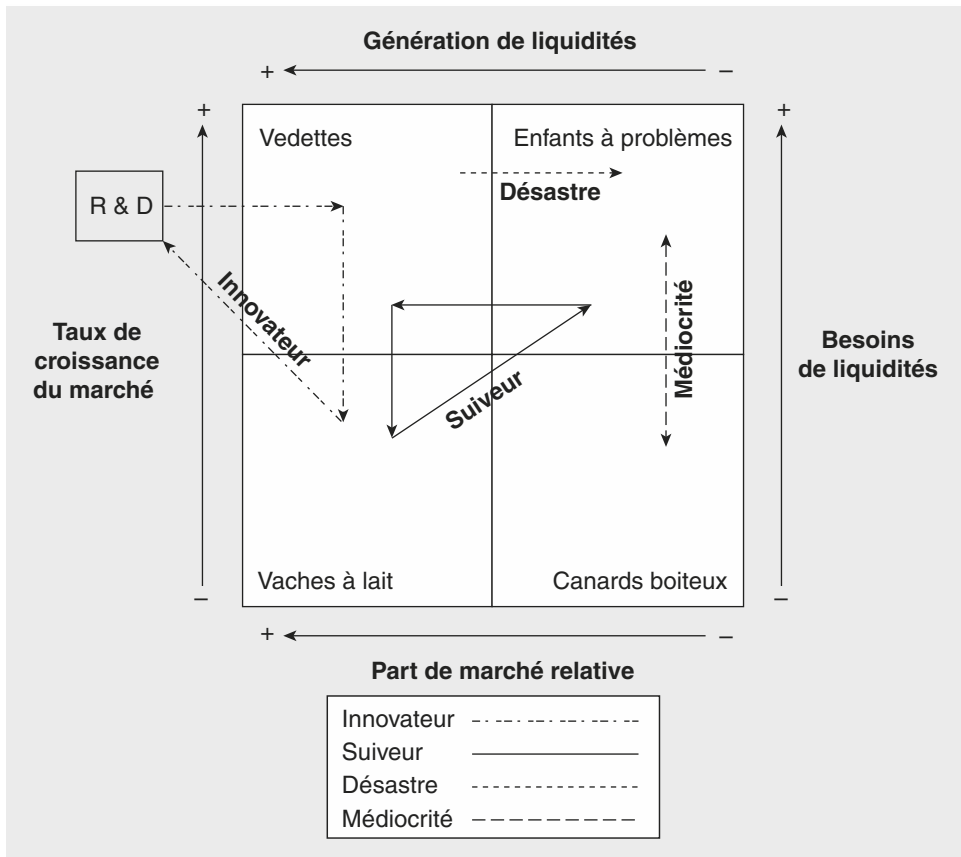 Génération de liquidités
+ –
+ +
Vedettes Enfants à problèmes
Désastre
R & D
Innovateur
Médiocrité
Taux de
croissance
du marché
Besoins
de liquidités
Suiveur
Vaches à lait Canards boiteux
– –
+ –
Part de marché relative
Innovateur
Suiveur
Désastre
Médiocrité